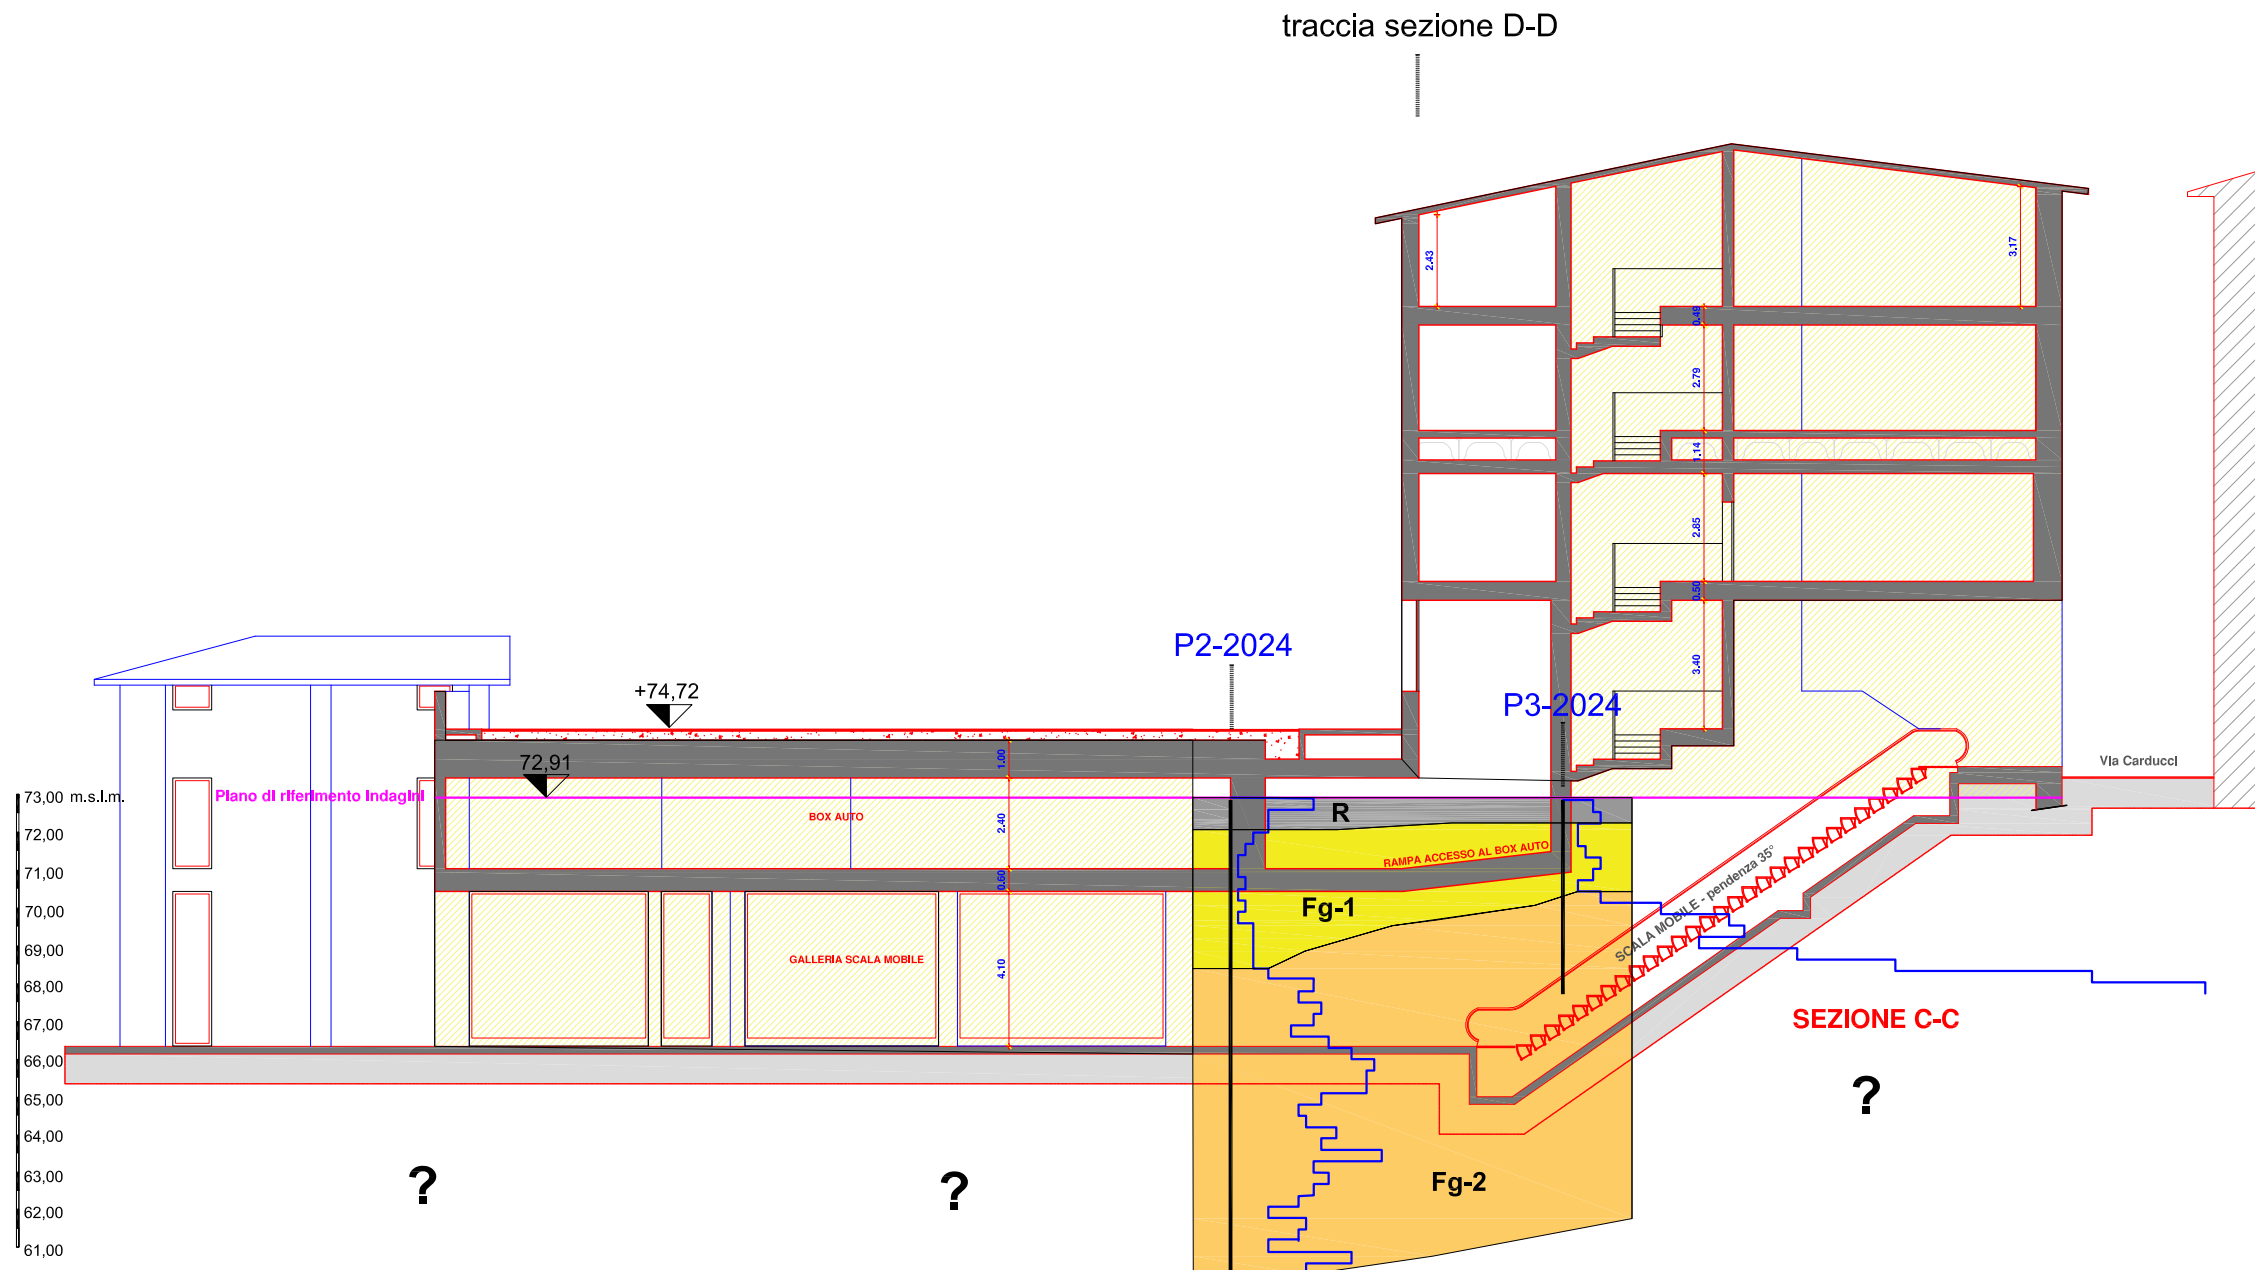 traccia sezione D-D
2.43
3.17
0.49
2.79
1.14
2.85
0.50
3.40
P2-2024
P3-2024
+74,72
72,91
1.00
Via Carducci
73,00 m.s.l.m.
Piano di riferimento indagini
BOX AUTO
2.40
R
72,00
RAMPA ACCESSO AL BOX AUTO
SCALA MOBILE - pendenza 35°
71,00
0.60
70,00
Fg-1
69,00
GALLERIA SCALA MOBILE
4.10
68,00
67,00
SEZIONE C-C
66,00
65,00
?
64,00
63,00
?
?
Fg-2
62,00
61,00